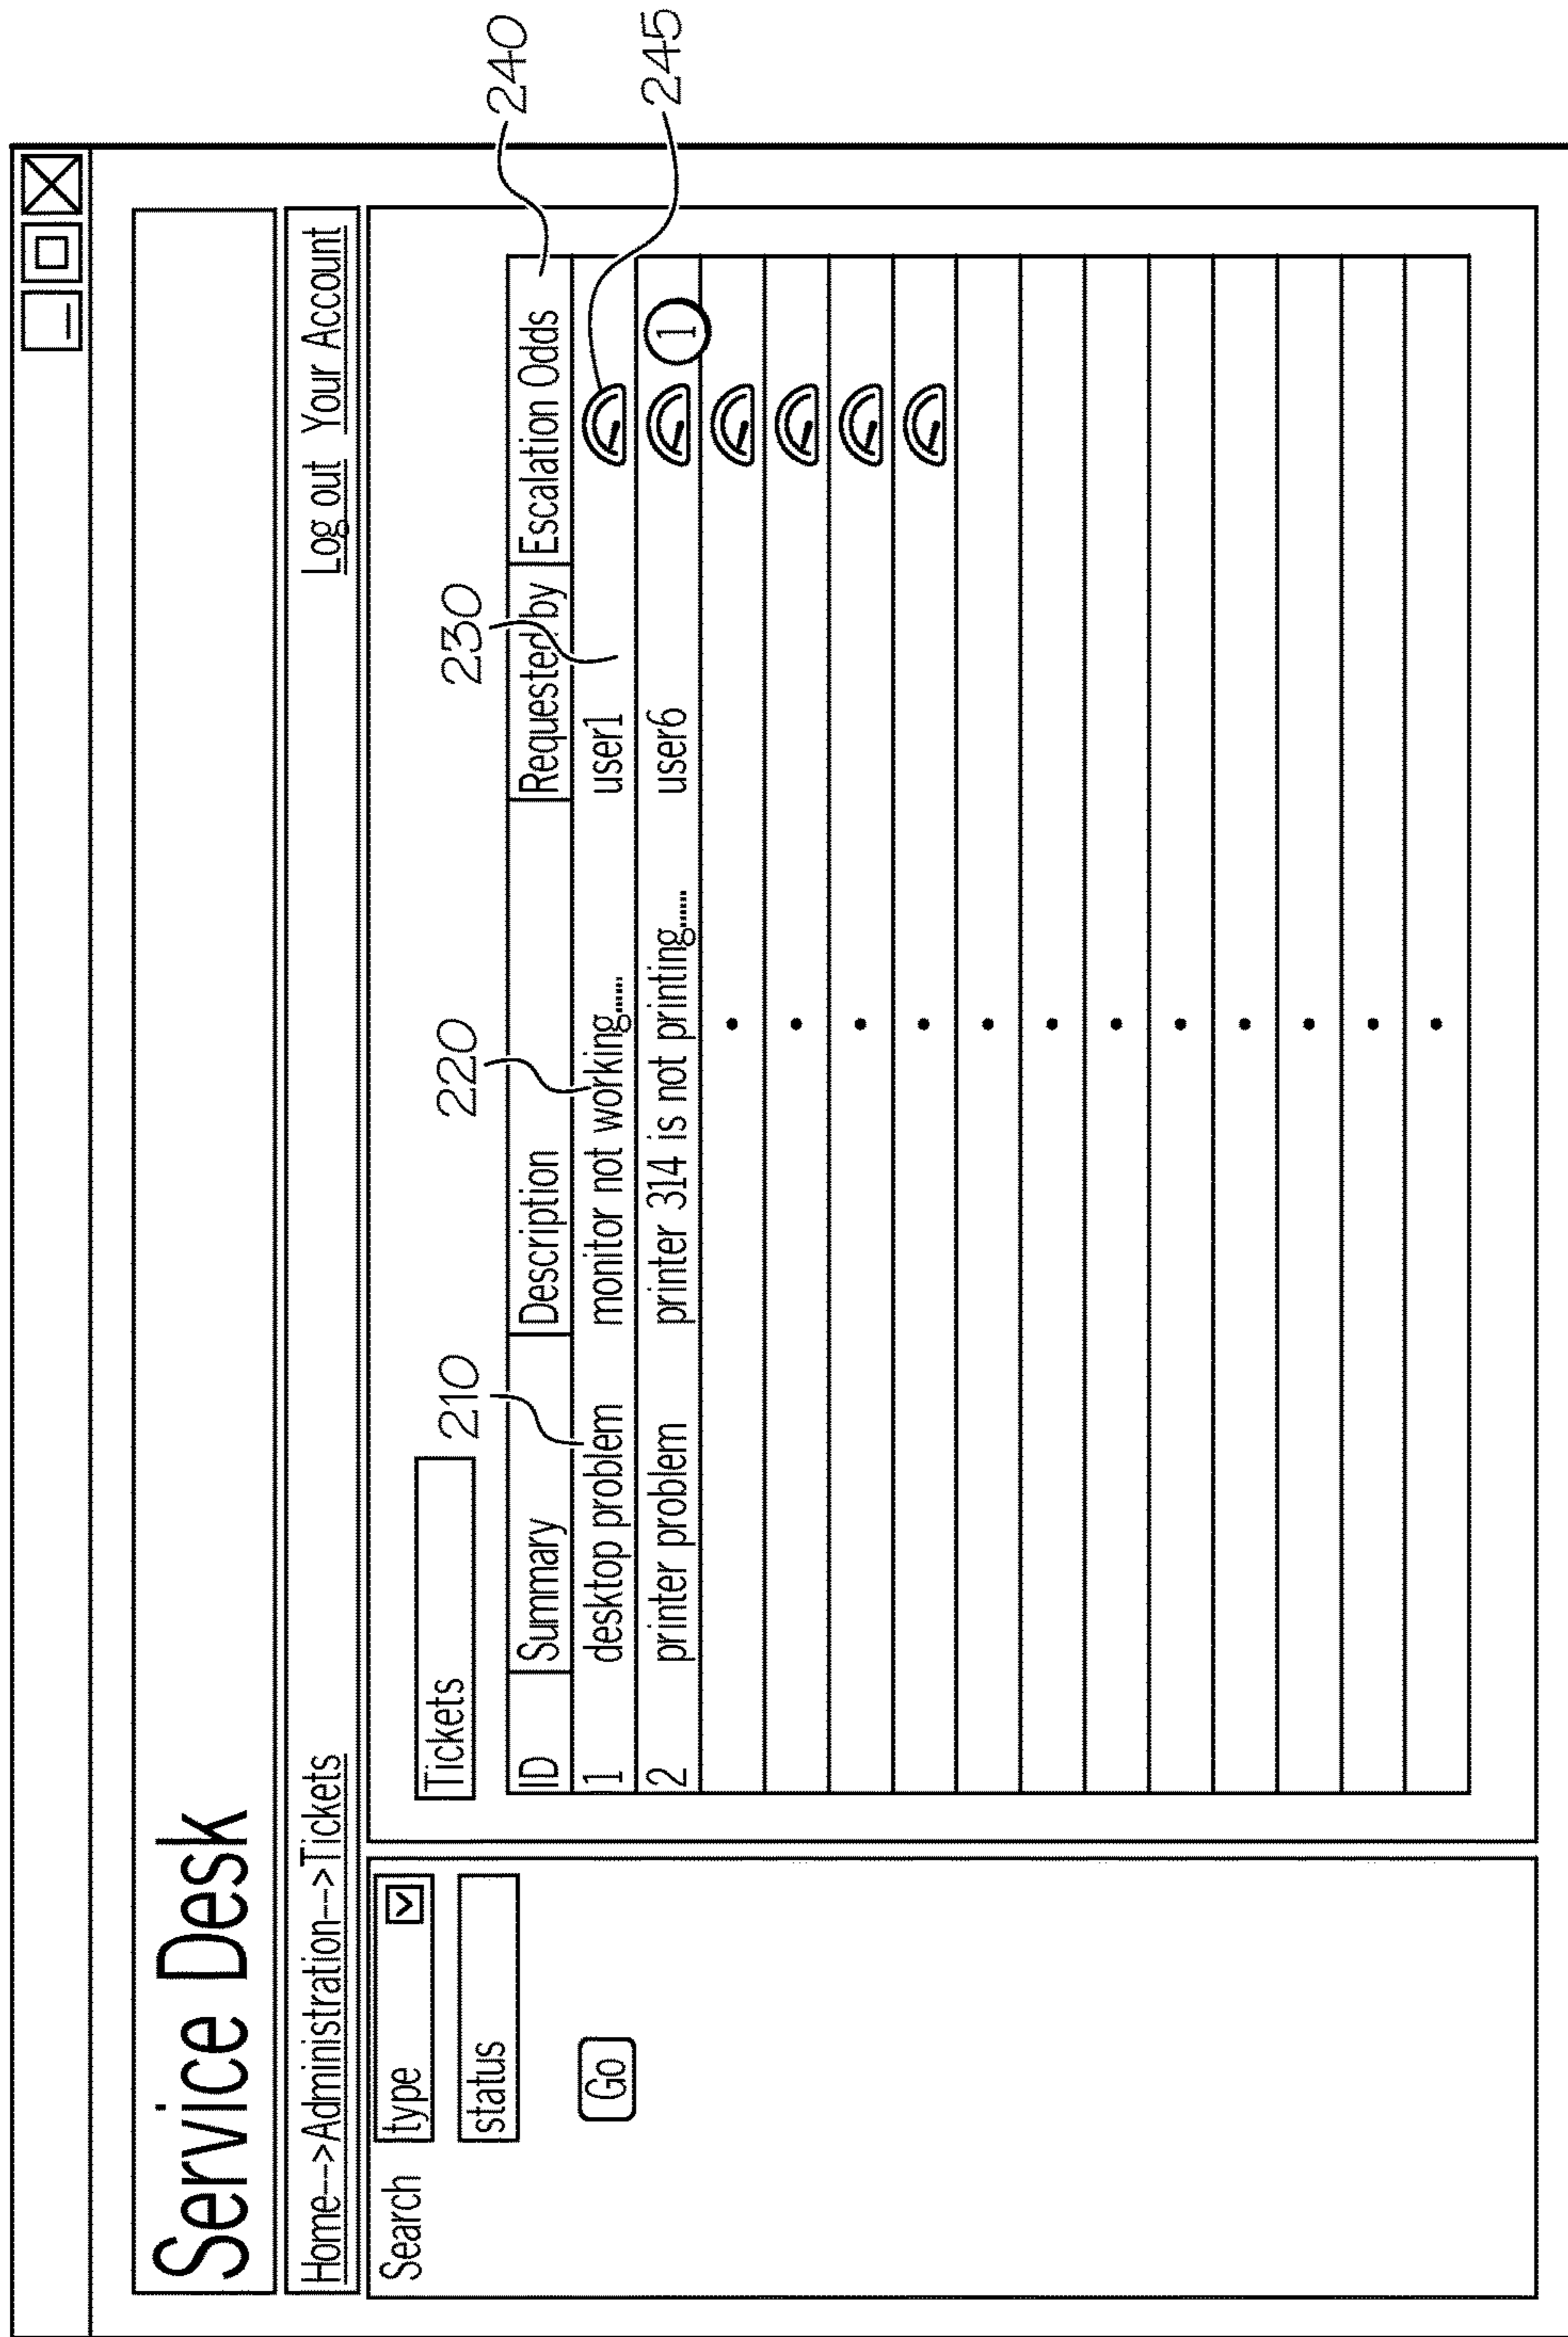 Service Desk
Home-->Administration-->Tickets Log out Your Account
Search type
status
Go
Tickets
210 220 230 240
ID Summary Description Requested by Escalation Odds
1 desktop problem monitor not working...... user1
245
2 printer problem printer 314 is not printing...... user6 1